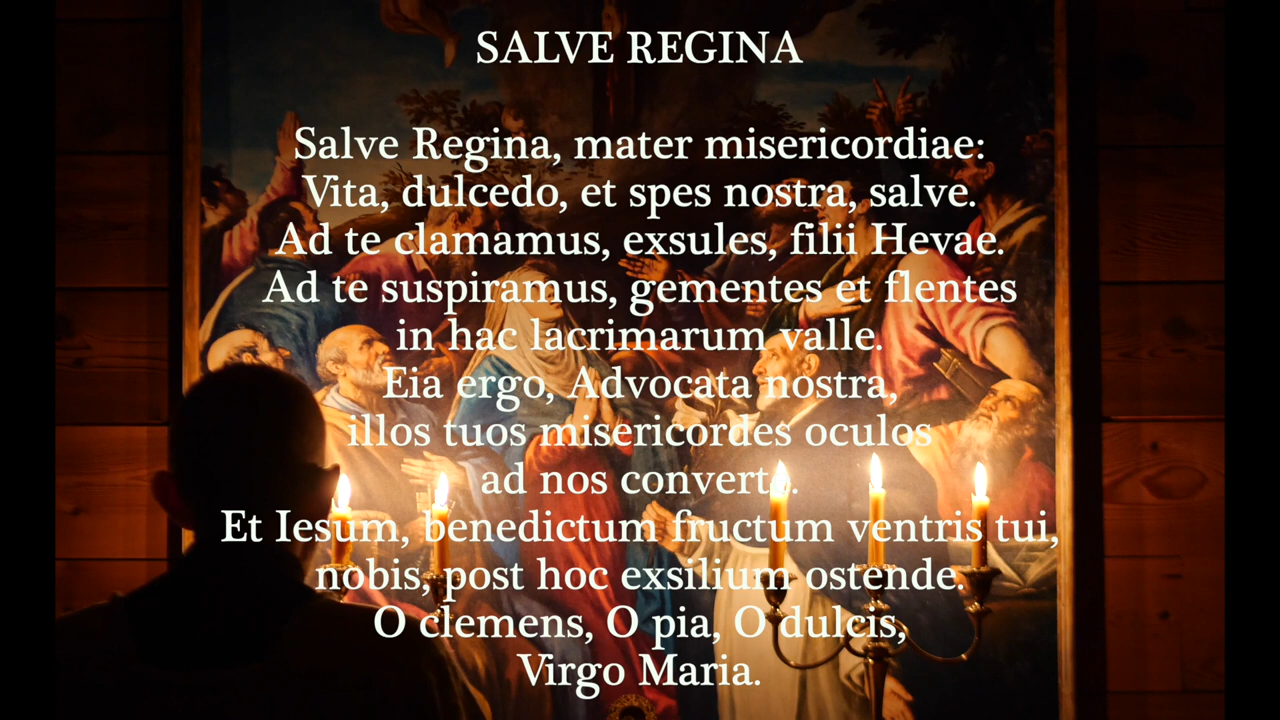 SALVE REGINA
Salve Regina, mater misericordiae:
Vita, dulcedo, et spes nostra, salve.
Ad te clamamus, exsules, filii Hevae.
Ad te suspiramus, gementes et flentes
in hac lacrimarum valle.
Eia ergo, Advocata nostra,
illos tuos misericordes oculos
ad nos converte.
Et Iesum, benedictum fructum ventris tui,
nobis, post hoc exsilium ostende.
O clemens, O pia, O dulcis,
Virgo Maria.